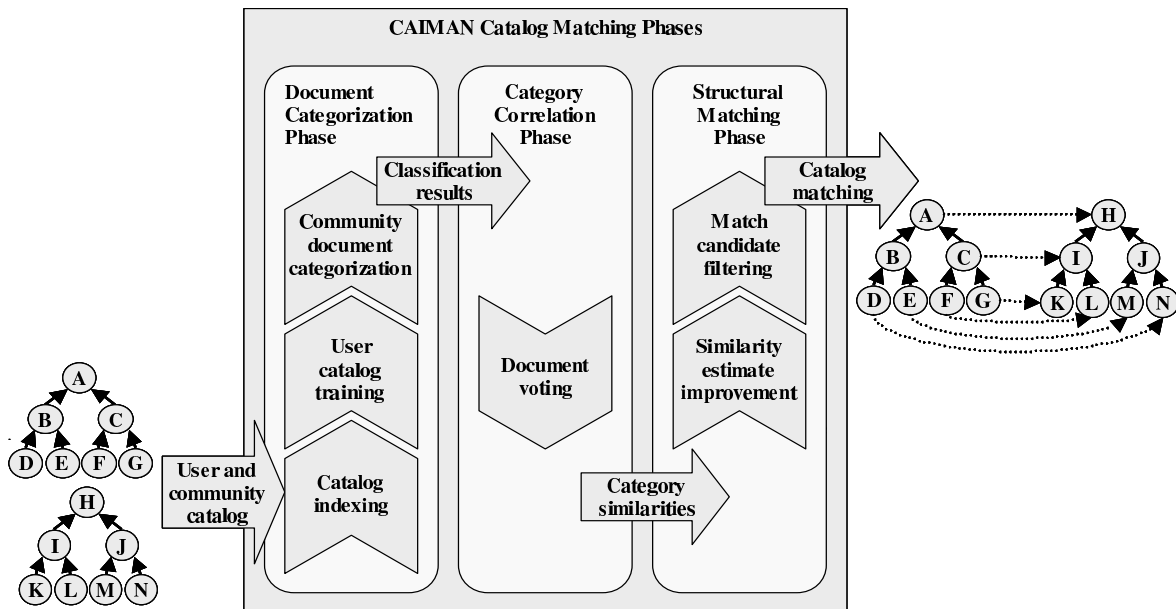 CAIMAN Catalog Matching Phases
Document
Categorization
Phase
Category
Correlation
Phase
Structural
Matching
Phase
Classification
results
Catalog
matching
Community
document
categorization
Match
candidate
filtering
User
catalog
training
Document
voting
Similarity
estimate
improvement
Catalog
indexing
User and
community
catalog
Category
similarities
A
B C
D E F G
H
I J
K L M N
A H
B C I J
D E F G K L M N